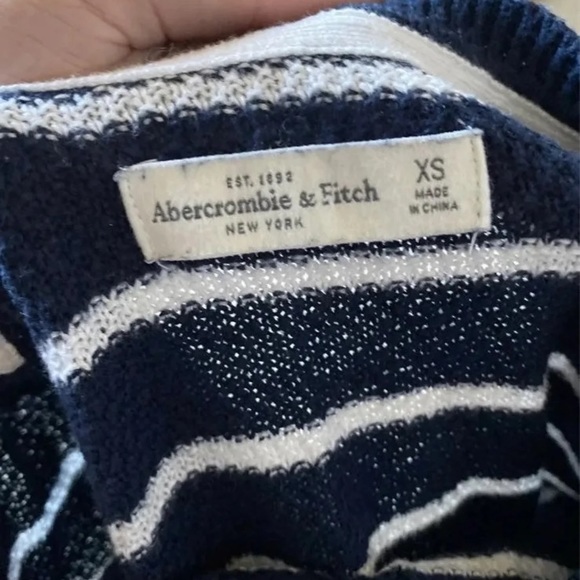 EST. 1892
Abercrombie & Fitch
NEW YORK
XS
MADE
IN CHINA